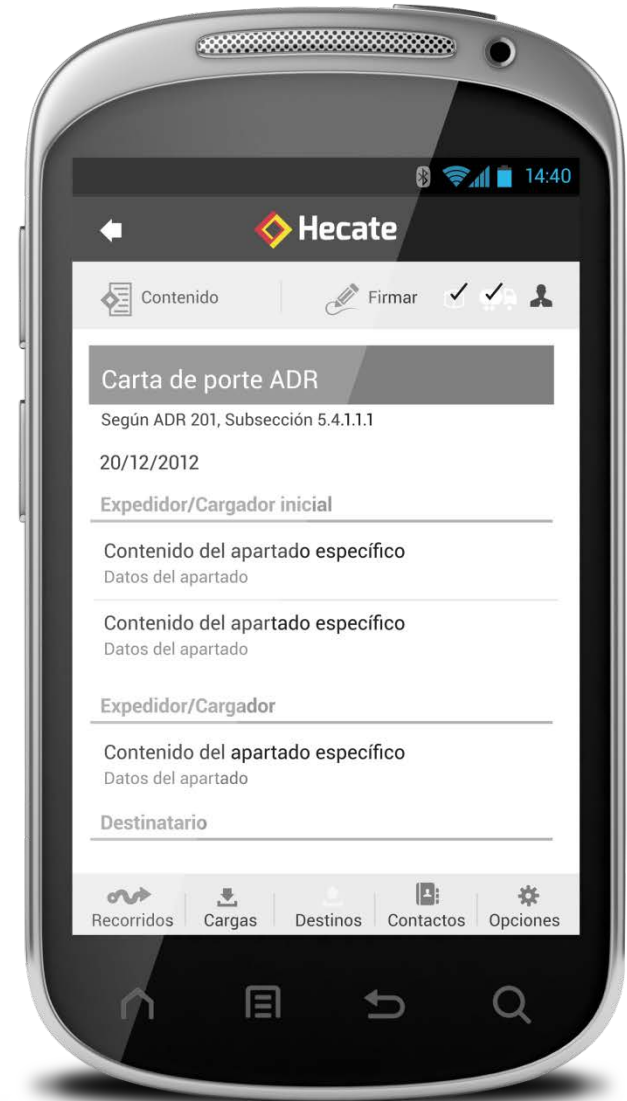 14:40
Hecate
Contenido Firmar
Carta de porte ADR
Según ADR 201, Subsección 5.4.1.1.1
20/12/2012
Expedidor/Cargador inicial
Contenido del apartado específico
Datos del apartado
Contenido del apartado específico
Datos del apartado
Expedidor/Cargador
Contenido del apartado específico
Datos del apartado
Destinatario
Recorridos Cargas Destinos Contactos Opciones